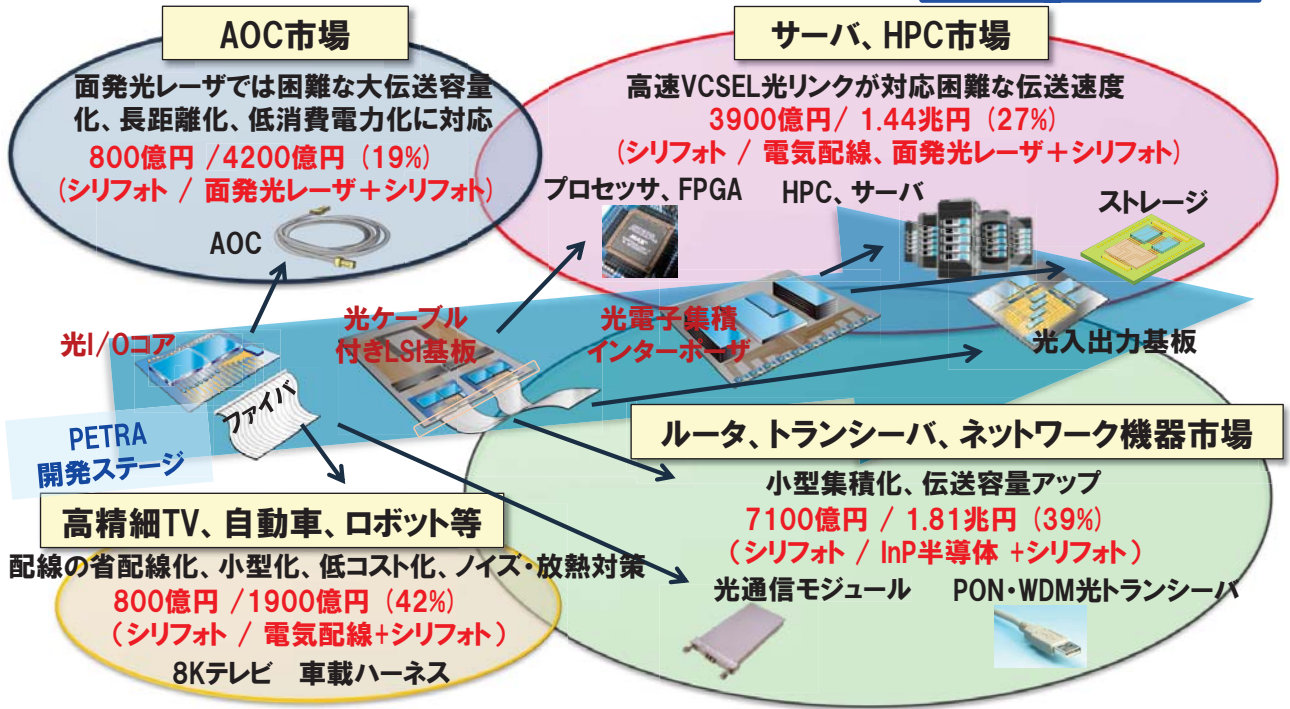 AOC市場
面発光レーザでは困難な大伝送容量
化、長距離化、低消費電力化に対応
800億円 /4200億円 (19%)
(シリフォト / 面発光レーザ+シリフォト)
AOC
サーバ、HPC市場
高速VCSEL光リンクが対応困難な伝送速度
3900億円/ 1.44兆円 (27%)
(シリフォト / 電気配線、面発光レーザ+シリフォト)
プロセッサ、FPGA
HPC、サーバ
ストレージ
光I/Oコア
ファイバ
光ケーブル
付きLSI基板
光電子集積
インターポーザ
光入出力基板
PETRA
開発ステージ
高精細TV、自動車、ロボット等
配線の省配線化、小型化、低コスト化、ノイズ・放熱対策
800億円 /1900億円 (42%)
(シリフォト / 電気配線+シリフォト)
8Kテレビ 車載ハーネス
ルータ、トランシーバ、ネットワーク機器市場
小型集積化、伝送容量アップ
7100億円 / 1.81兆円 (39%)
(シリフォト / InP半導体 +シリフォト)
光通信モジュール
PON・WDM光トランシーバ